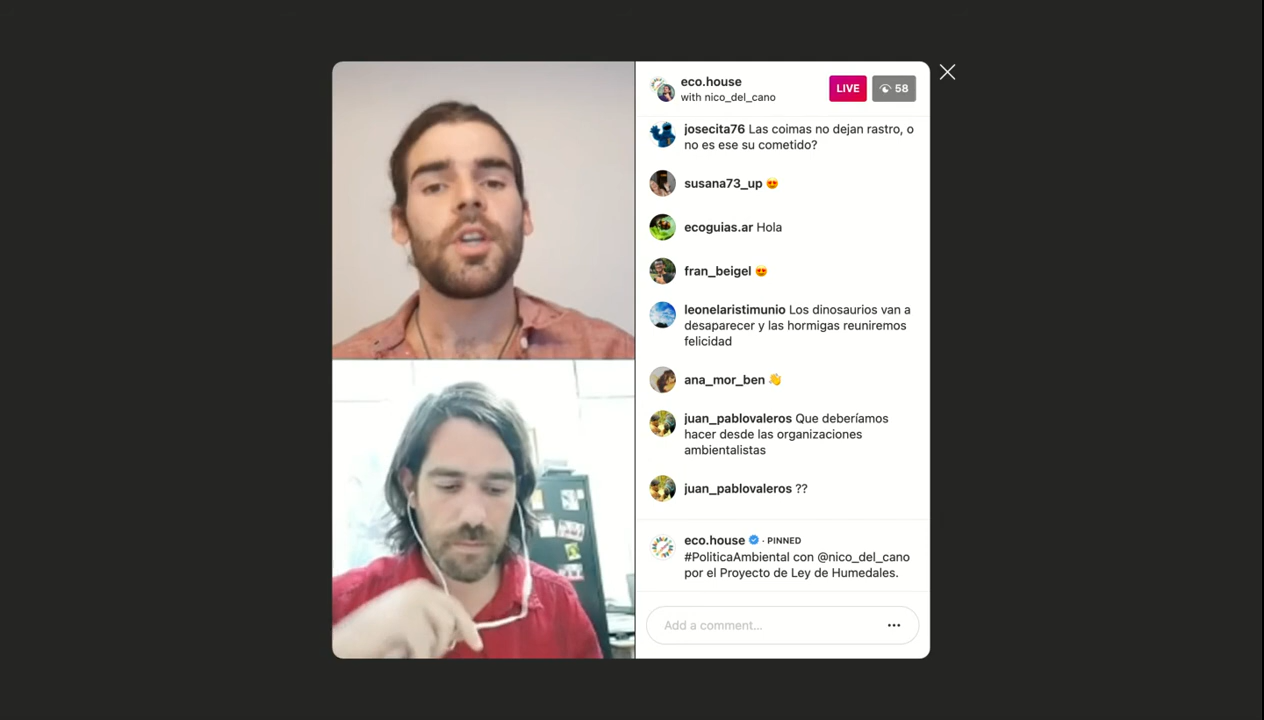 eco.house
with nico_del_cano
LIVE
58
josecita76 Las coimas no dejan rastro, o
no es ese su cometido?
susana73_up 😍
ecoguias.ar Hola
fran_beigel 😍
leonelaristimunio Los dinosaurios van a
desaparecer y las hormigas reuniremos
felicidad
ana_mor_ben 👋
juan_pablovaleros Que deberíamos
hacer desde las organizaciones
ambientalistas
juan_pablovaleros ??
eco.house · PINNED
#PoliticaAmbiental con @nico_del_cano
por el Proyecto de Ley de Humedales.
Add a comment...